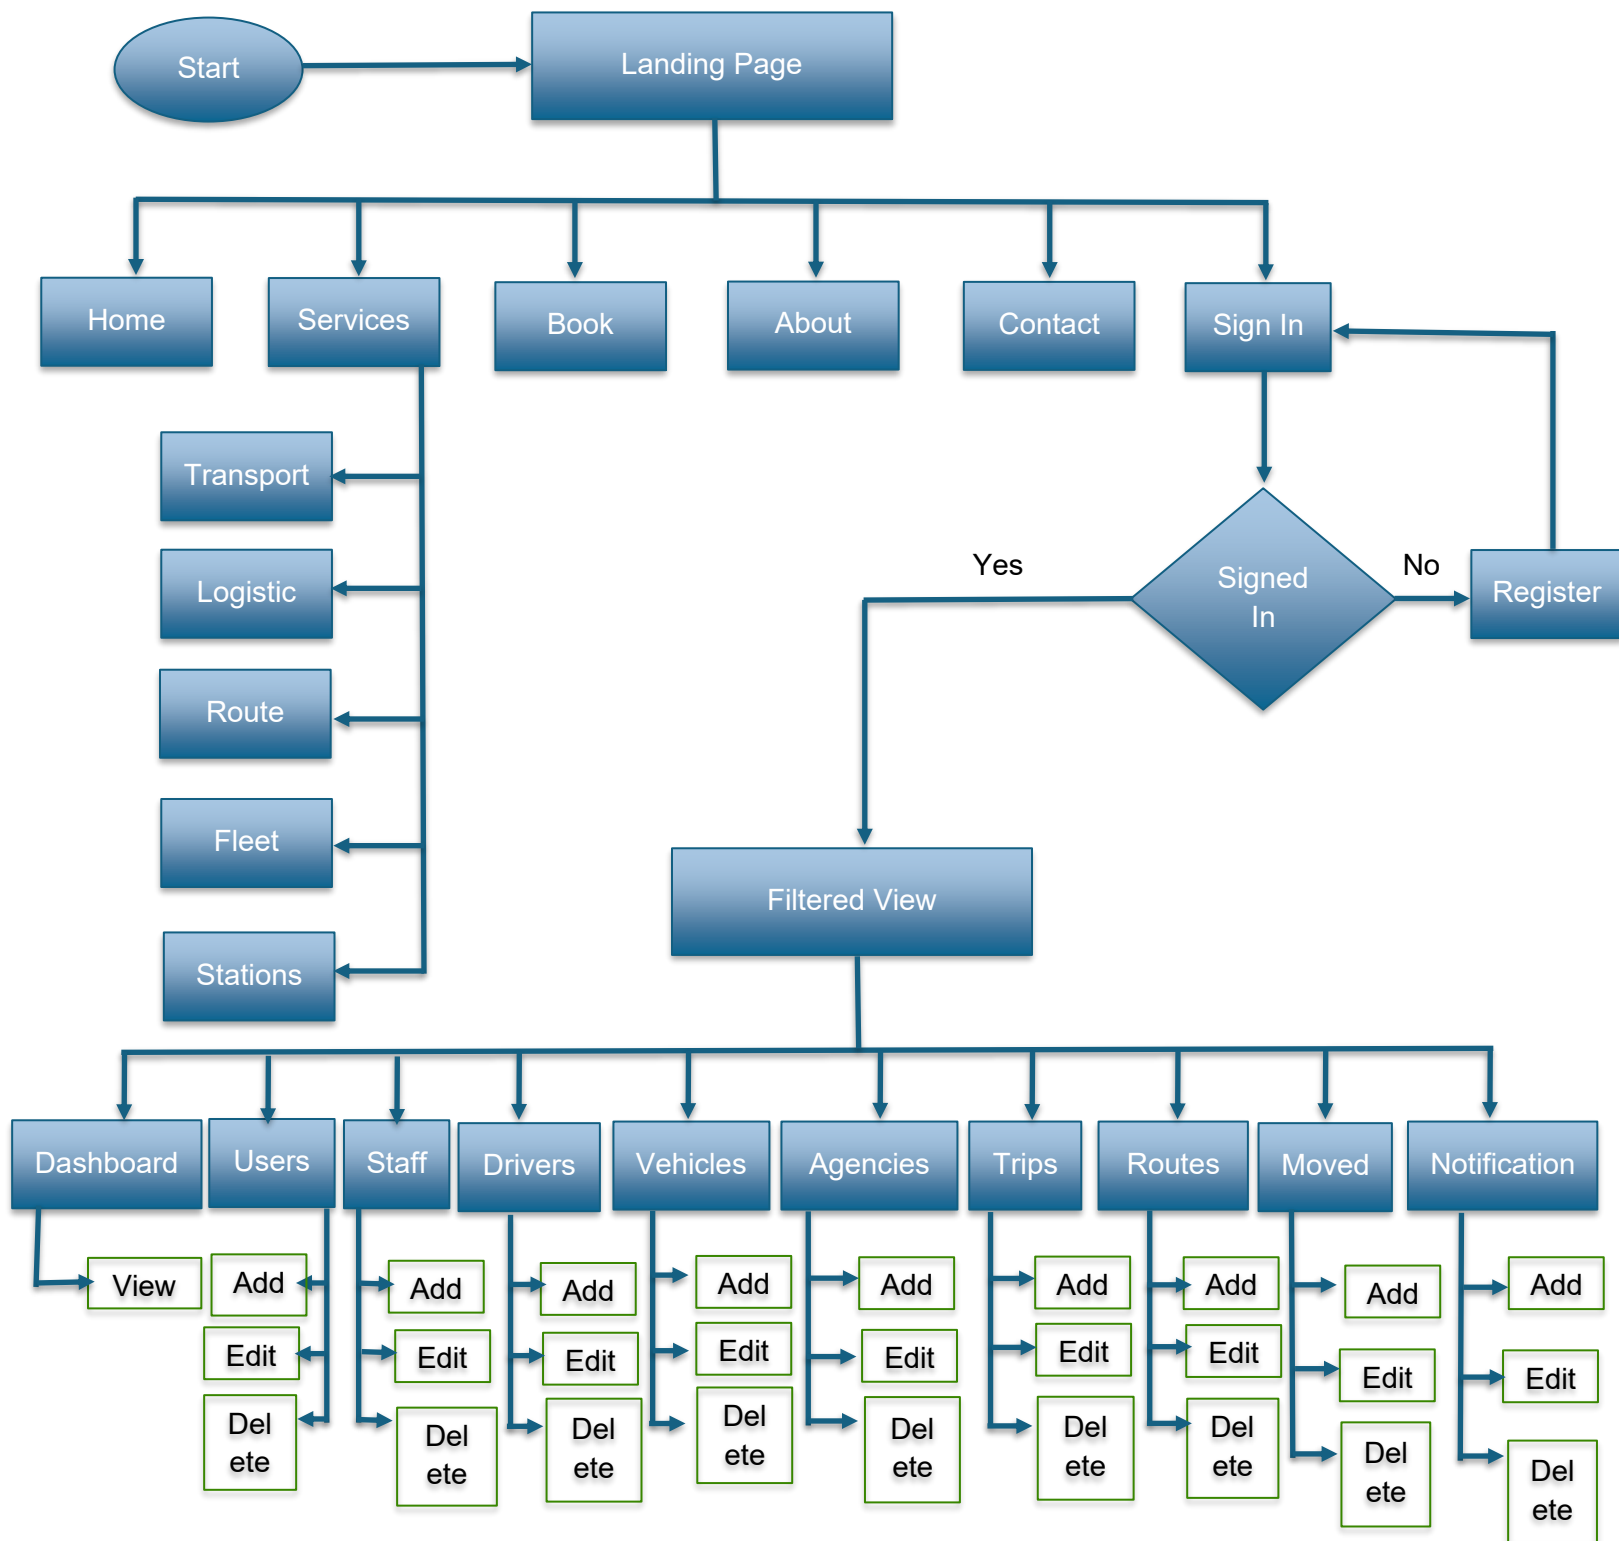 Start
Landing Page
Home
Services
Book
About
Contact
Sign In
Transport
Logistic
Route
Fleet
Stations
Yes
Signed
In
No
Register
Filtered View
Dashboard
Users
Staff
Drivers
Vehicles
Agencies
Trips
Routes
Moved
Notification
View
Add
Add
Add
Add
Add
Add
Add
Add
Add
Edit
Edit
Edit
Edit
Edit
Edit
Edit
Edit
Edit
Del
ete
Del
ete
Del
ete
Del
ete
Del
ete
Del
ete
Del
ete
Del
ete
Del
ete